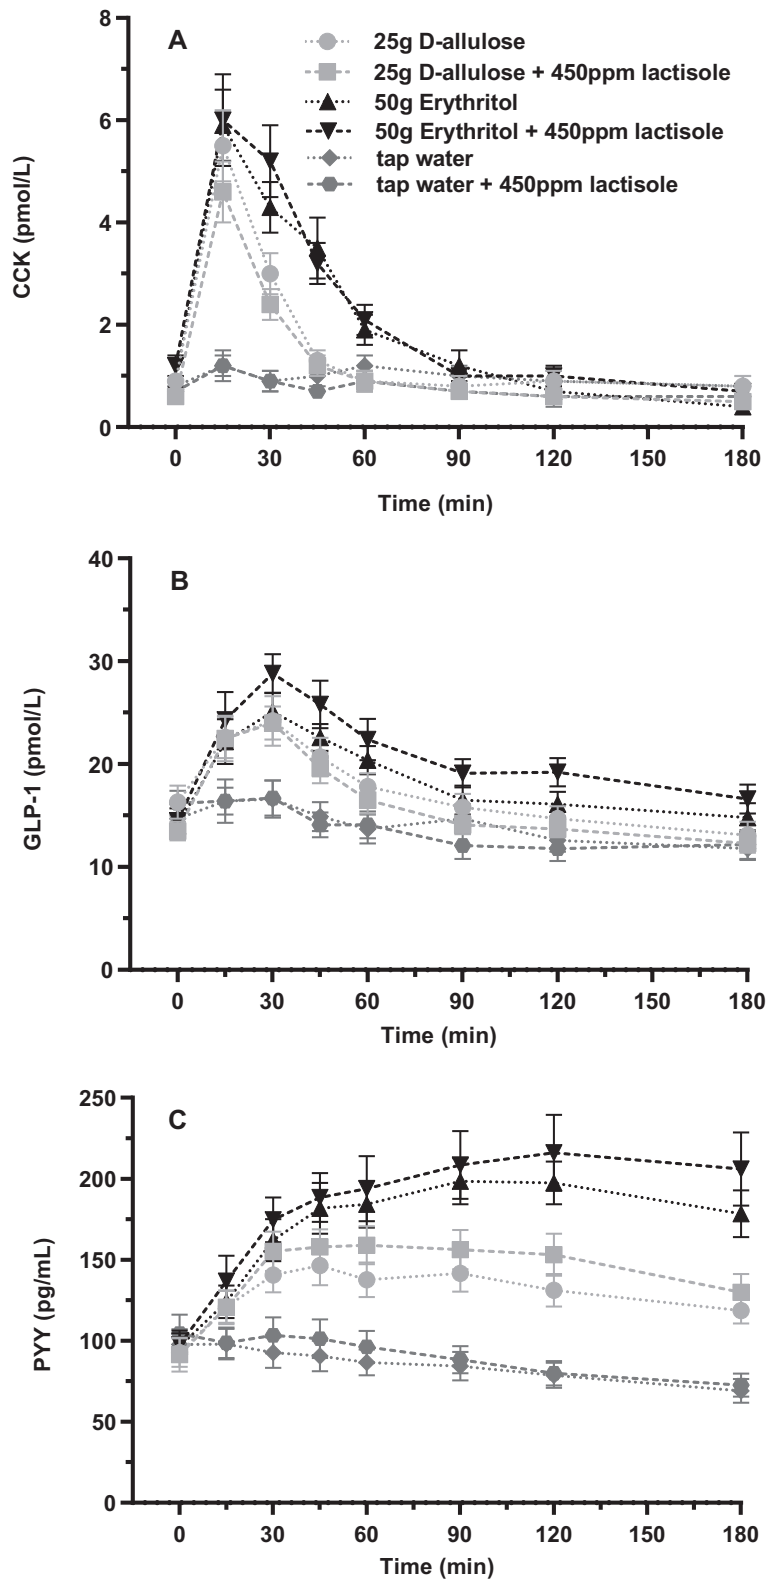 A
25g D-allulose
25g D-allulose + 450ppm lactisole
50g Erythritol
50g Erythritol + 450ppm lactisole
tap water
tap water + 450ppm lactisole
CCK (pmol/L)
8
6
4
2
0
0 30 60 90 120 150 180
Time (min)
B
GLP-1 (pmol/L)
40
30
20
10
0
0 30 60 90 120 150 180
Time (min)
C
PYY (pg/mL)
250
200
150
100
50
0
0 30 60 90 120 150 180
Time (min)